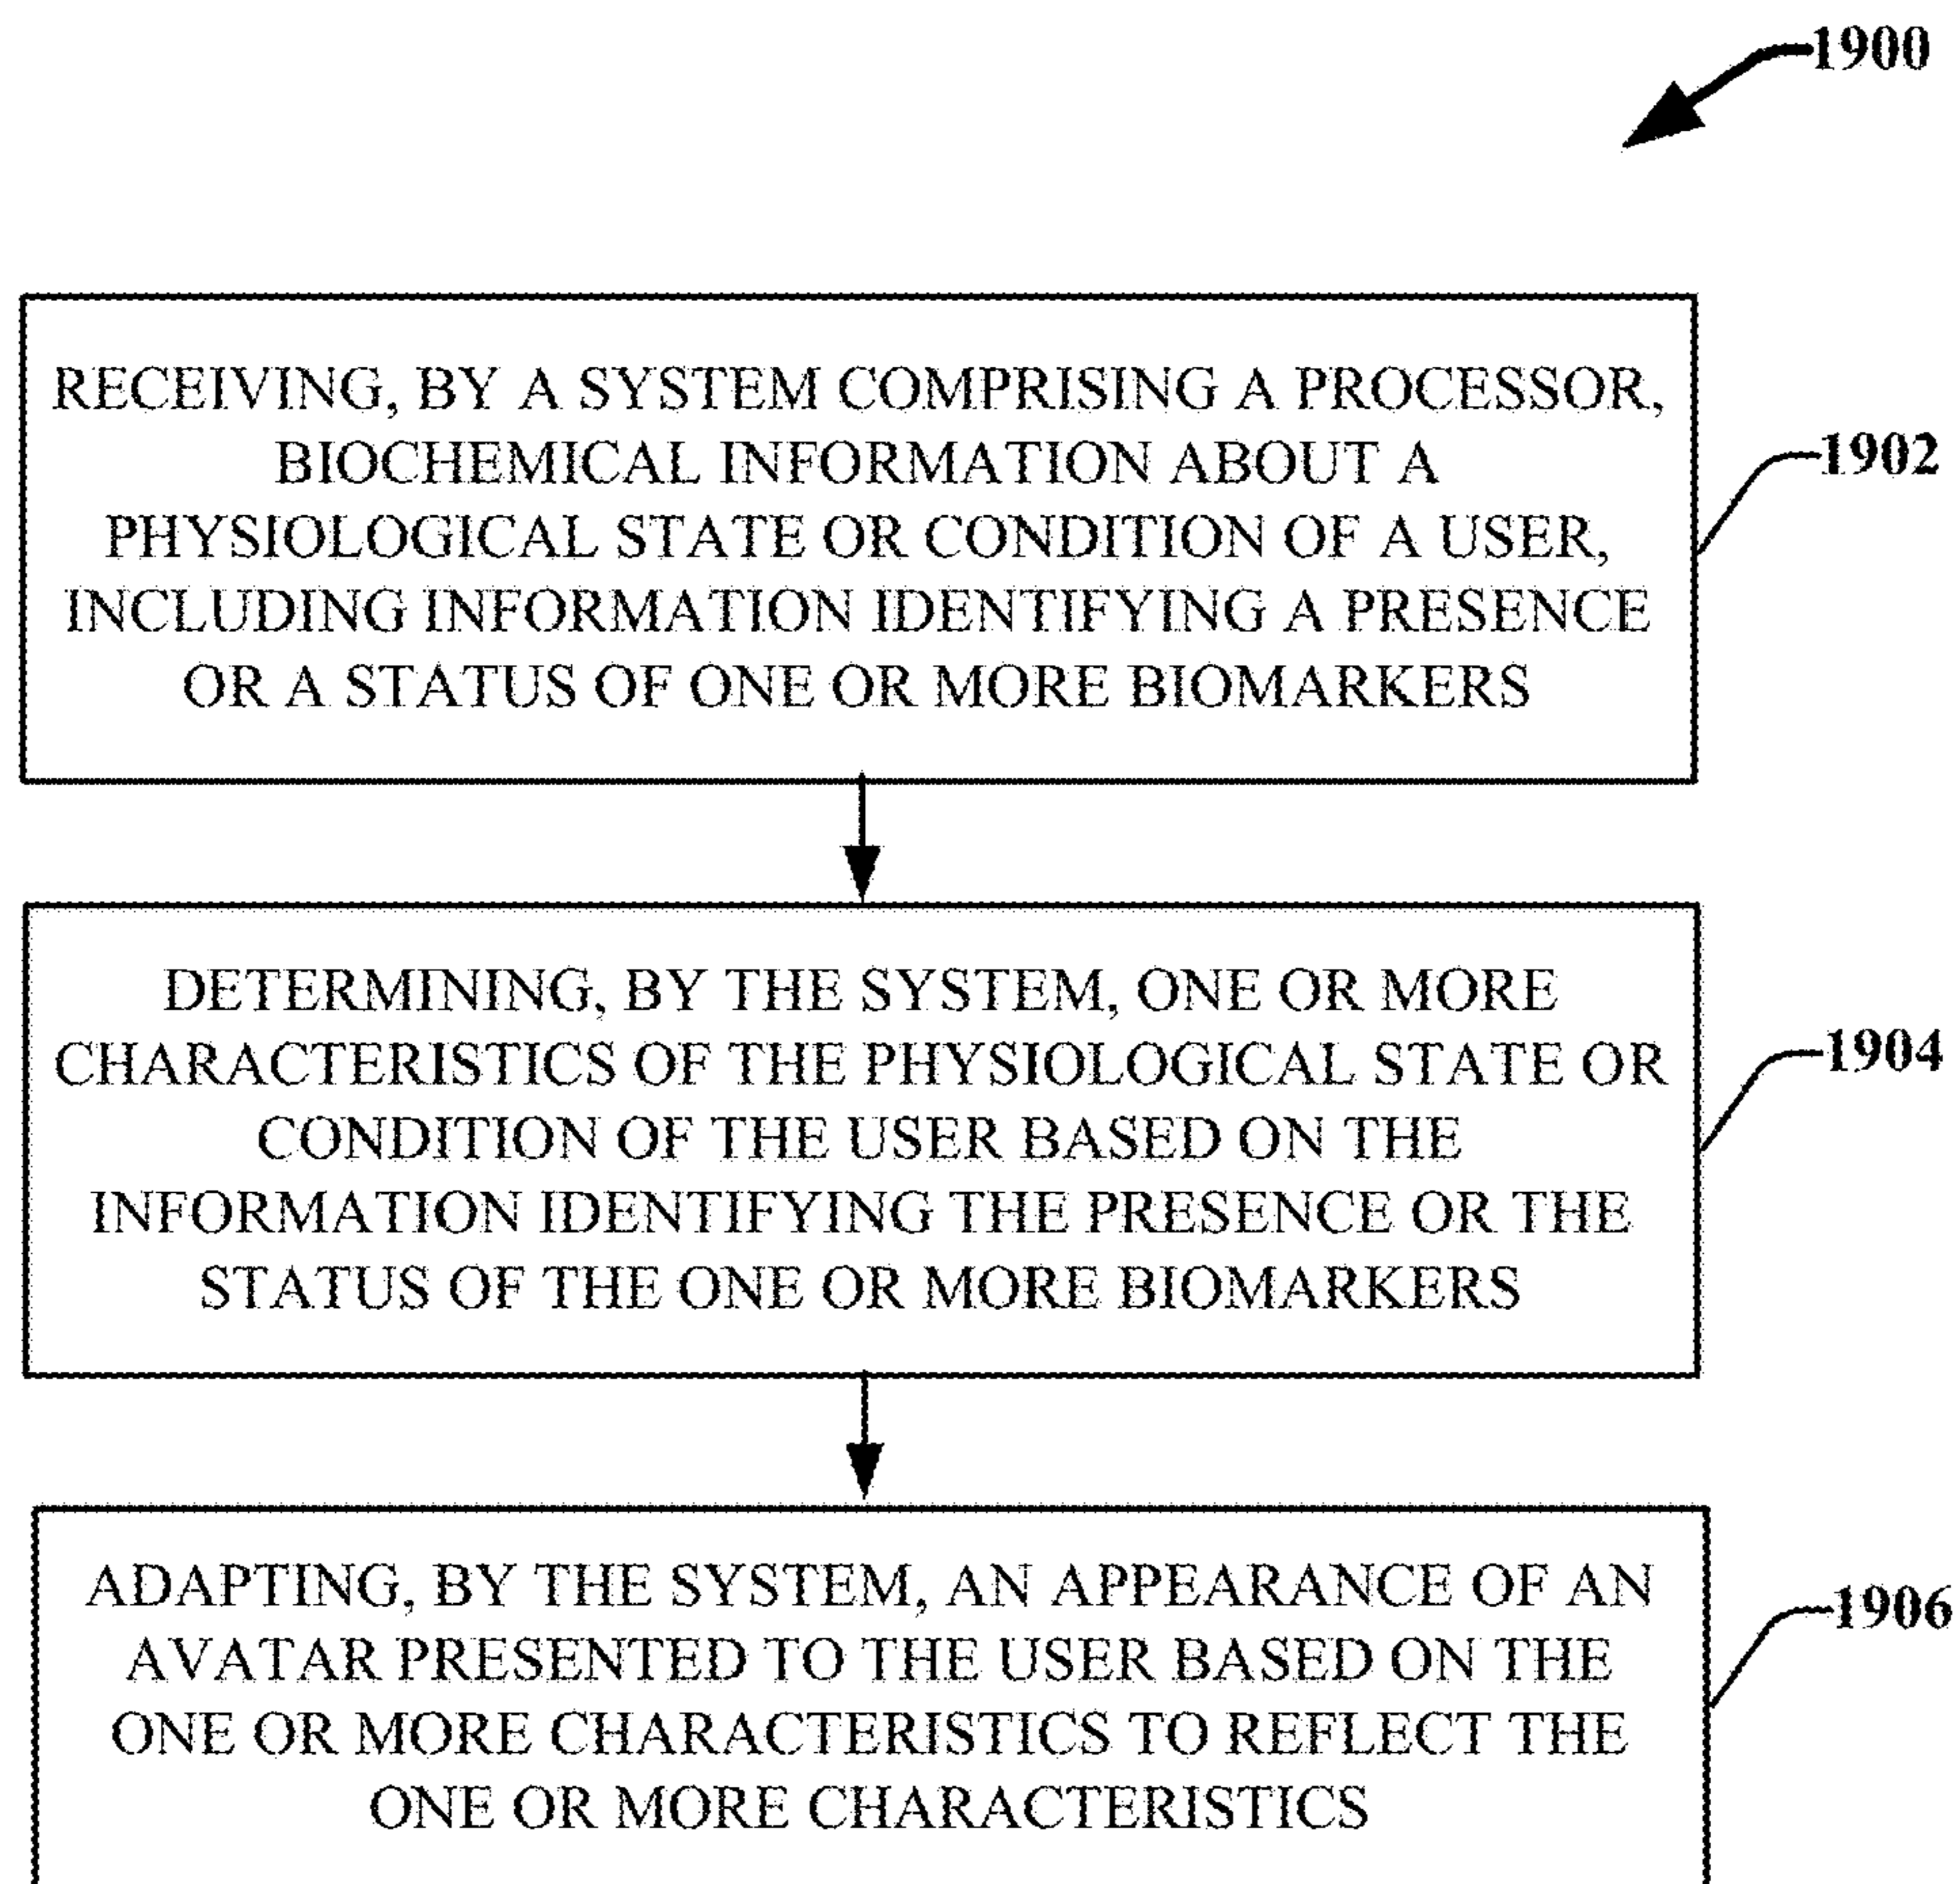 1900
RECEIVING, BY A SYSTEM COMPRISING A PROCESSOR,
BIOCHEMICAL INFORMATION ABOUT A
PHYSIOLOGICAL STATE OR CONDITION OF A USER,
INCLUDING INFORMATION IDENTIFYING A PRESENCE
OR A STATUS OF ONE OR MORE BIOMARKERS
1902
DETERMINING, BY THE SYSTEM, ONE OR MORE
CHARACTERISTICS OF THE PHYSIOLOGICAL STATE OR
CONDITION OF THE USER BASED ON THE
INFORMATION IDENTIFYING THE PRESENCE OR THE
STATUS OF THE ONE OR MORE BIOMARKERS
1904
ADAPTING, BY THE SYSTEM, AN APPEARANCE OF AN
AVATAR PRESENTED TO THE USER BASED ON THE
ONE OR MORE CHARACTERISTICS TO REFLECT THE
ONE OR MORE CHARACTERISTICS
1906